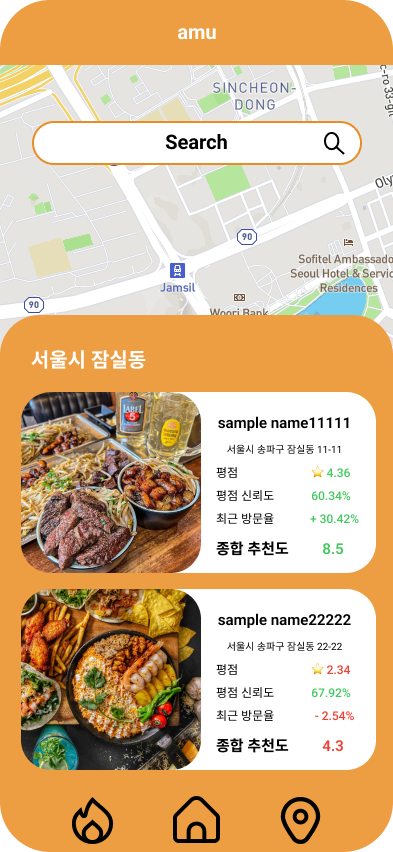 amu
SINCHEON-
DONG
Search
90
Jamsil
Sofitel Ambassado
Seoul Hotel & Servic
Residences
90
Woori Bank
서울시 잠실동
LABEL
5
sample name11111
서울시 송파구 잠실동 11-11
평점 4.36
평점 신뢰도 60.34%
최근 방문율 + 30.42%
종합 추천도 8.5
sample name22222
서울시 송파구 잠실동 22-22
평점 2.34
평점 신뢰도 67.92%
최근 방문율 - 2.54%
종합 추천도 4.3